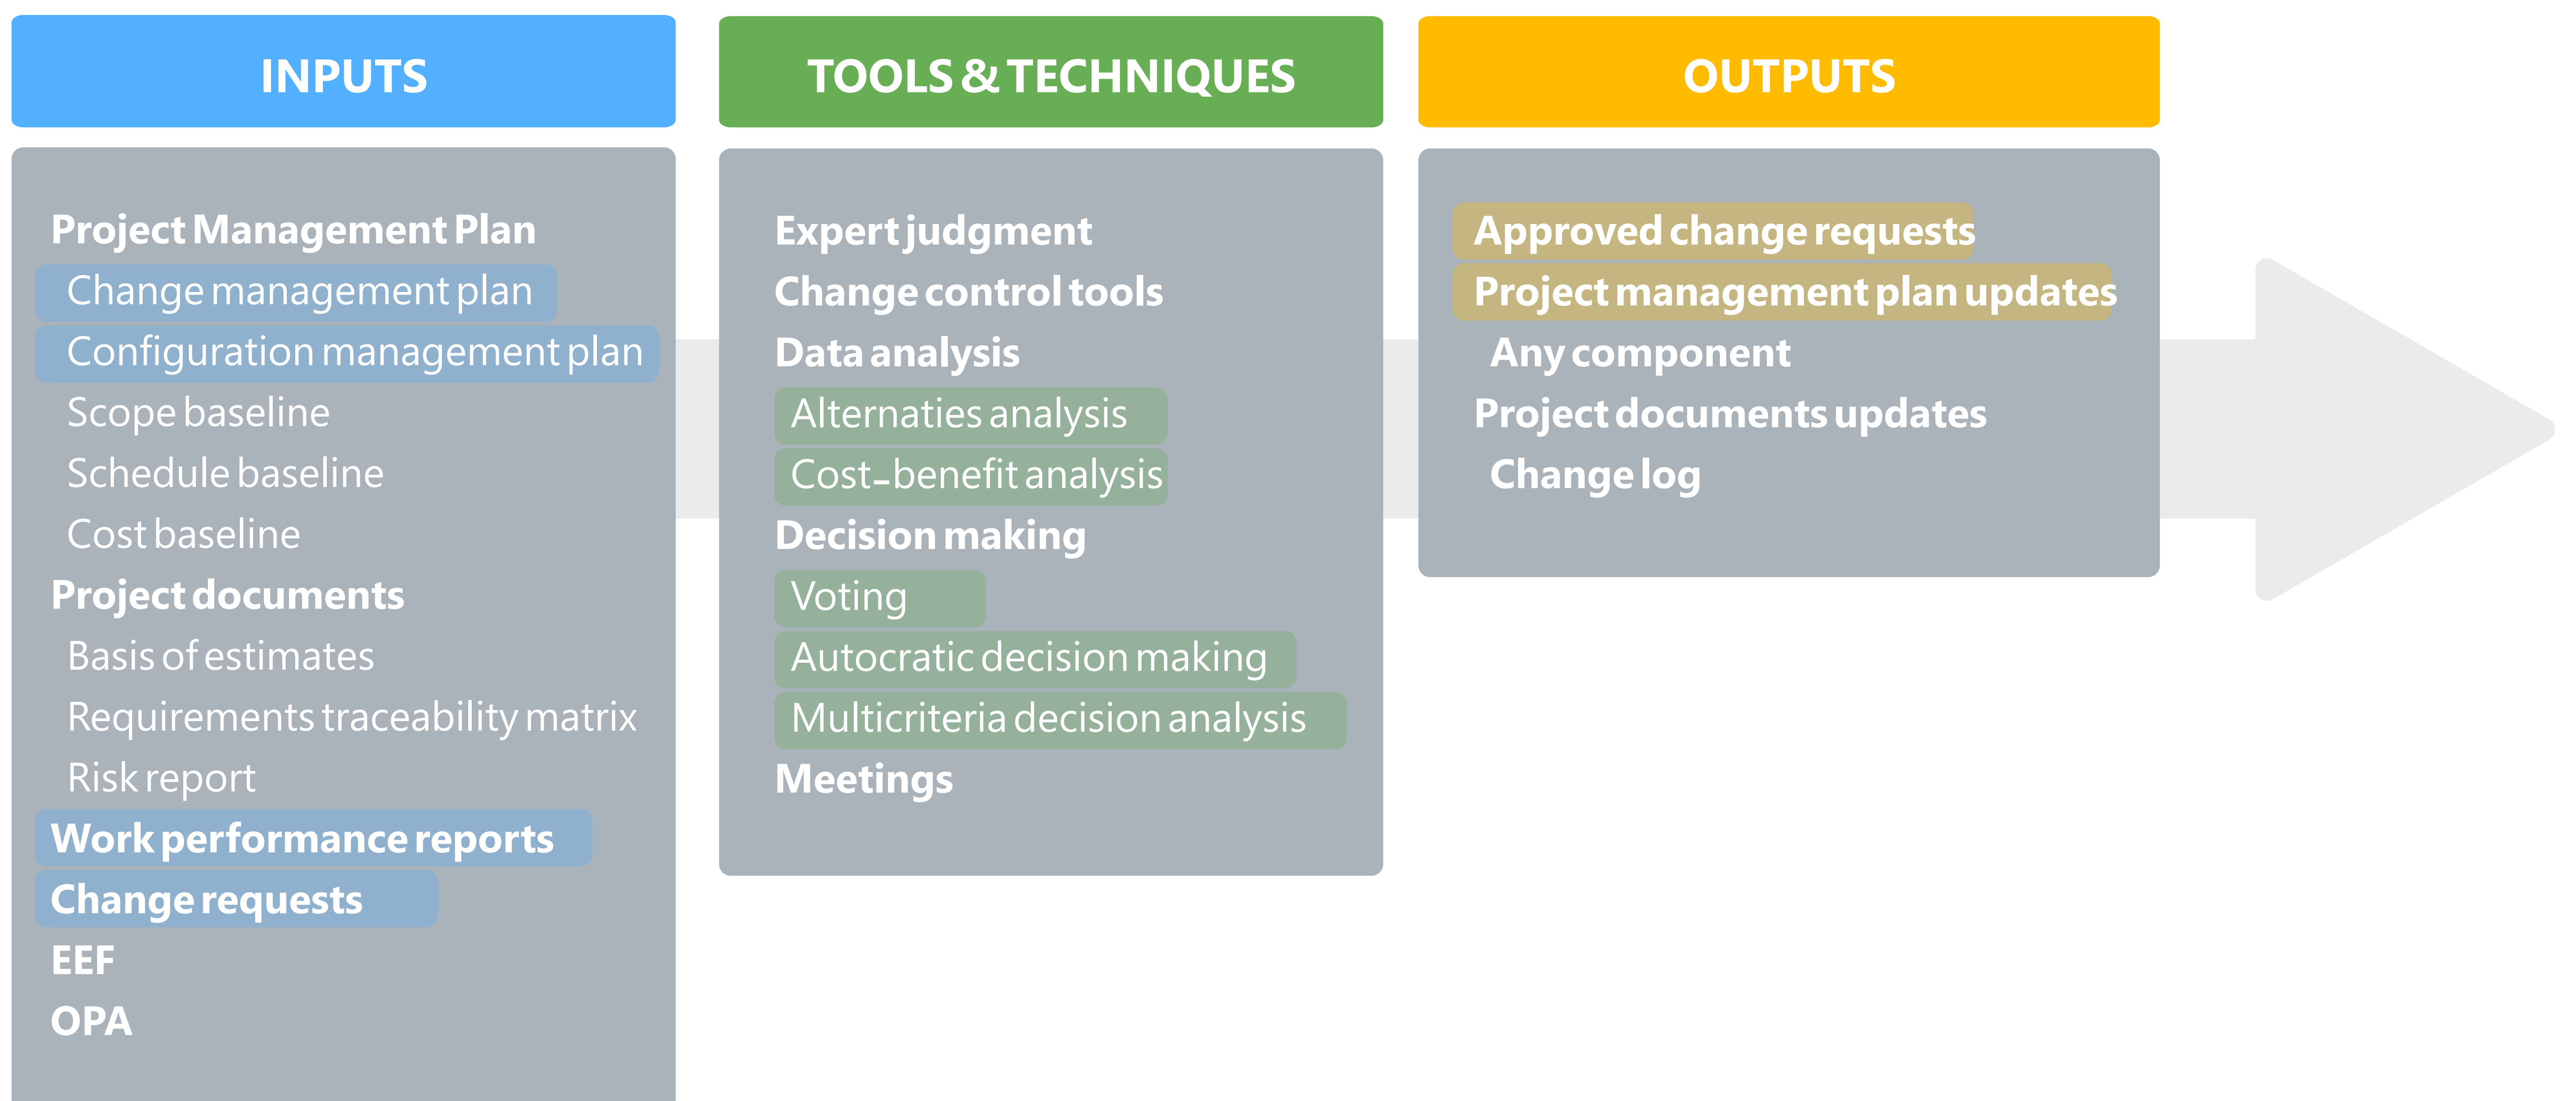 INPUTS
Project Management Plan
Change management plan
Configuration management plan
Scope baseline
Schedule baseline
Cost baseline
Project documents
Basis of estimates
Requirements traceability matrix
Risk report
Work performance reports
Change requests
EEF
OPA
TOOLS & TECHNIQUES
Expert judgment
Change control tools
Data analysis
Alternaties analysis
Cost-benefit analysis
Decision making
Voting
Autocratic decision making
Multicriteria decision analysis
Meetings
OUTPUTS
Approved change requests
Project management plan updates
Any component
Project documents updates
Change log